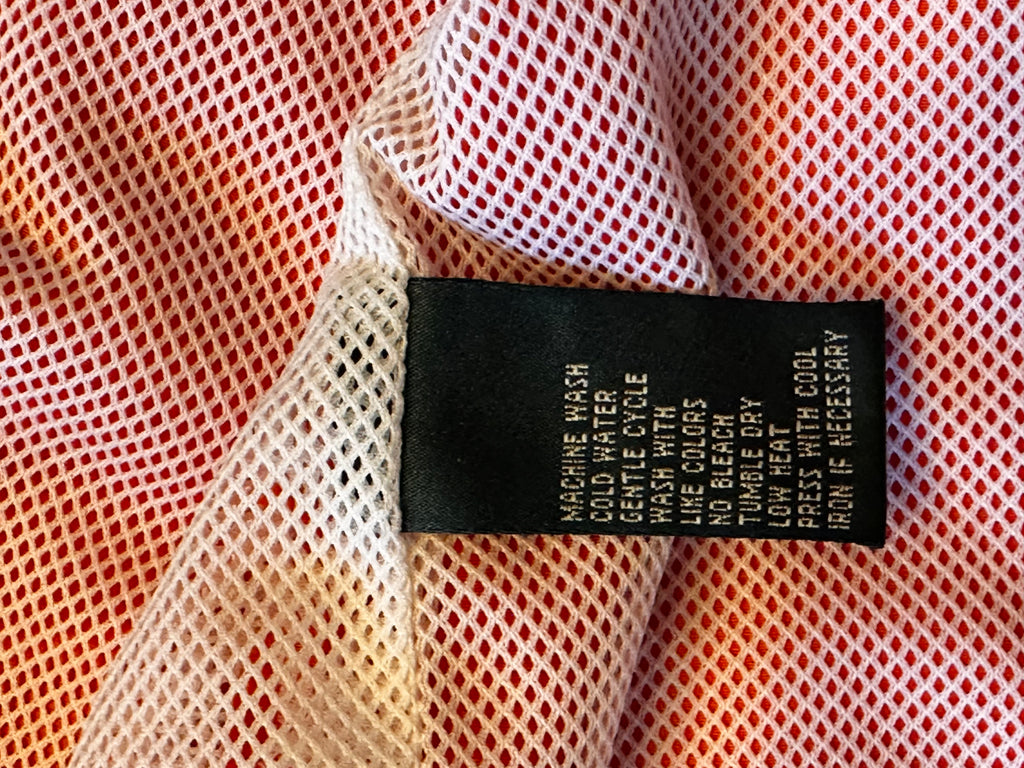 MACHINE WASH
COLD WATER
GENTLE CYCLE
WASH WITH
LIKE COLORS
NO BLEACH
TUMBLE DRY
LOW HEAT
PRESS WITH COOL
IRON IF NECESSARY